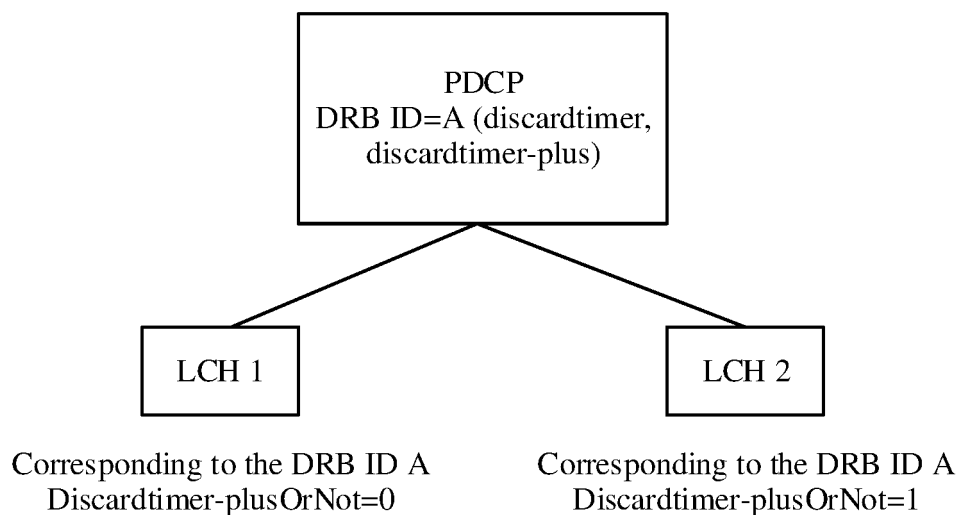 PDCP
DRB ID=A (discardtimer,
discardtimer-plus)
LCH 1
LCH 2
Corresponding to the DRB ID A
Discardtimer-plusOrNot=0
Corresponding to the DRB ID A
Discardtimer-plusOrNot=1